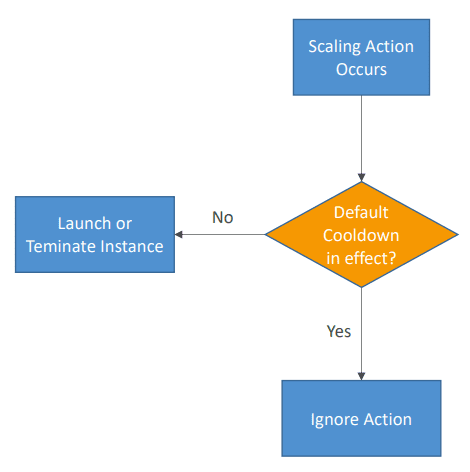 Scaling Action
Occurs
Default
Cooldown
in effect?
No
Launch or
Teminate Instance
Yes
Ignore Action